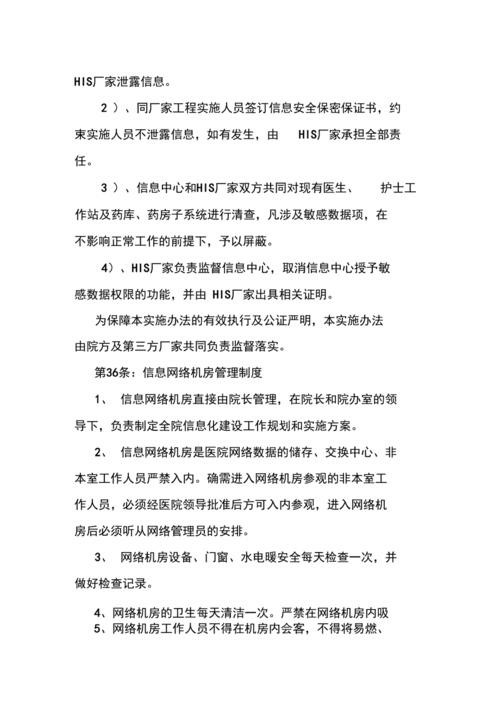 HIS厂家泄露信息。
2 ）、同厂家工程实施人员签订信息安全保密保证书，约
束实施人员不泄露信息，如有发生，由 HIS厂家承担全部责
任。
3 ）、信息中心和HIS厂家双方共同对现有医生、 护士工
作站及药库、药房子系统进行清查，凡涉及敏感数据项，在
不影响正常工作的前提下，予以屏蔽。
4）、HIS厂家负责监督信息中心，取消信息中心授予敏
感数据权限的功能，并由 HIS厂家出具相关证明。
为保障本实施办法的有效执行及公证严明，本实施办法
由院方及第三方厂家共同负责监督落实。
第36条：信息网络机房管理制度
1、 信息网络机房直接由院长管理，在院长和院办室的领
导下，负责制定全院信息化建设工作规划和实施方案。
2、 信息网络机房是医院网络数据的储存、交换中心、非
本室工作人员严禁入内。确需进入网络机房参观的非本室工
作人员，必须经医院领导批准后方可入内参观，进入网络机
房后必须听从网络管理员的安排。
3、 网络机房设备、门窗、水电暖安全每天检查一次，并
做好检查记录。
4、网络机房的卫生每天清洁一次。严禁在网络机房内吸
5、网络机房工作人员不得在机房内会客，不得将易燃、